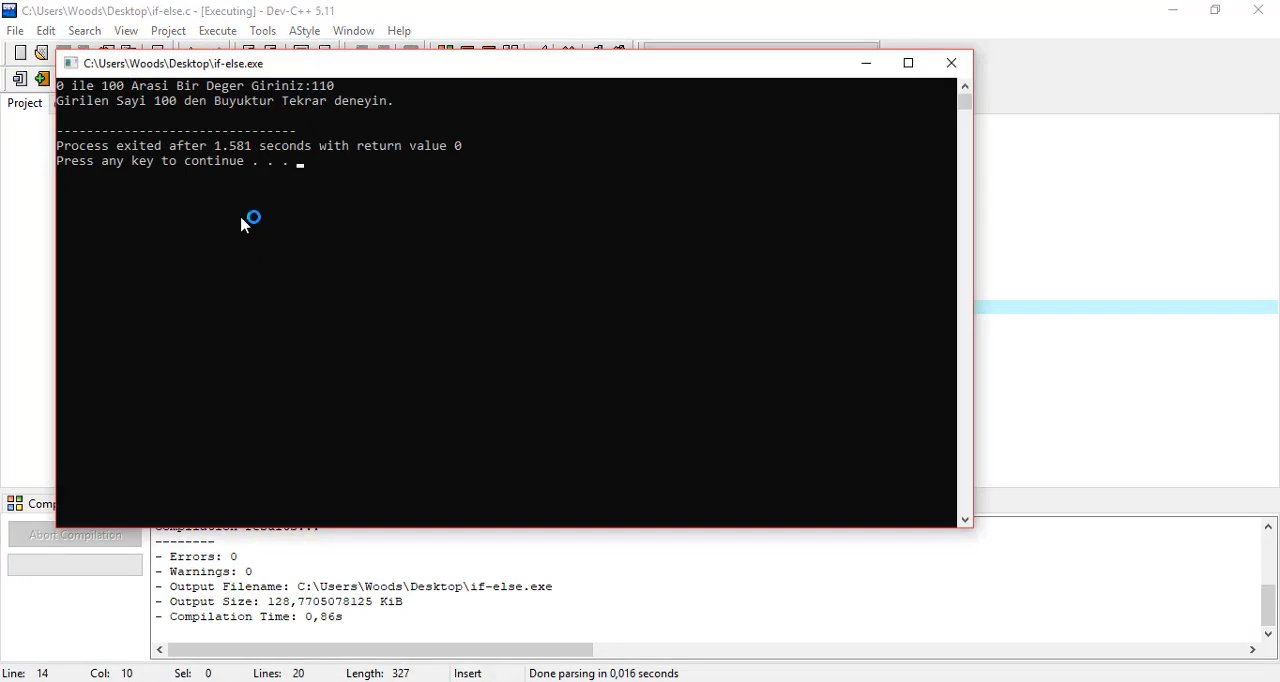 C:\Users\Woods\Desktop\if-else.c - [Executing] - Dev-C++ 5.11
File Edit Search View Project Execute Tools AStyle Window Help
C:\Users\Woods\Desktop\if-else.exe
Project
0 ile 100 Arasi Bir Deger Giriniz:110
Girilen Sayi 100 den Buyuktur Tekrar deneyin.
--------------------------------
Process exited after 1.581 seconds with return value 0
Press any key to continue . . .
Comp
Abort Compilation
Compilation results...
--------
- Errors: 0
- Warnings: 0
- Output Filename: C:\Users\Woods\Desktop\if-else.exe
- Output Size: 128,7705078125 KiB
- Compilation Time: 0,86s
Line: 14 Col: 10 Sel: 0 Lines: 20 Length: 327 Insert Done parsing in 0,016 seconds